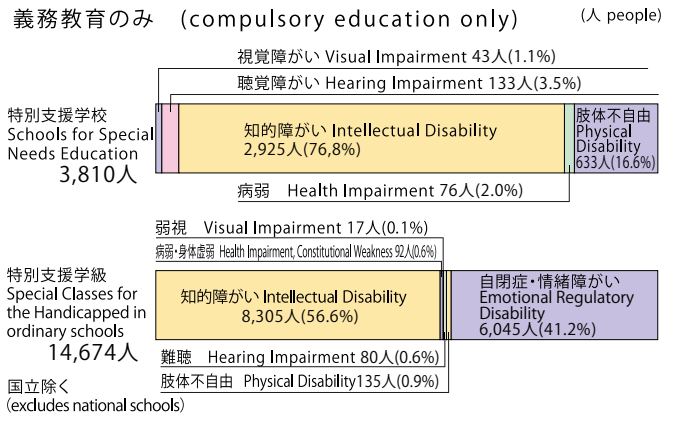 義務教育のみ (compulsory education only) (人 people)
視覚障がい Visual Impairment 43人(1.1%)
聴覚障がい Hearing Impairment 133人(3.5%)
特別支援学校
Schools for Special
Needs Education
3,810人
知的障がい Intellectual Disability
2,925人(76,8%)
肢体不自由
Physical
Disability
633人(16.6%)
病弱 Health Impairment 76人(2.0%)
弱視 Visual Impairment 17人(0.1%)
病弱・身体虚弱 Health Impairment, Constitutional Weakness 92人(0.6%)
特別支援学級
Special Classes for
the Handicapped in
ordinary schools
14,674人
知的障がい Intellectual Disability
8,305人(56.6%)
自閉症・情緒障がい
Emotional Regulatory
Disability
6,045人(41.2%)
難聴 Hearing Impairment 80人(0.6%)
肢体不自由 Physical Disability135人(0.9%)
国立除く
(excludes national schools)